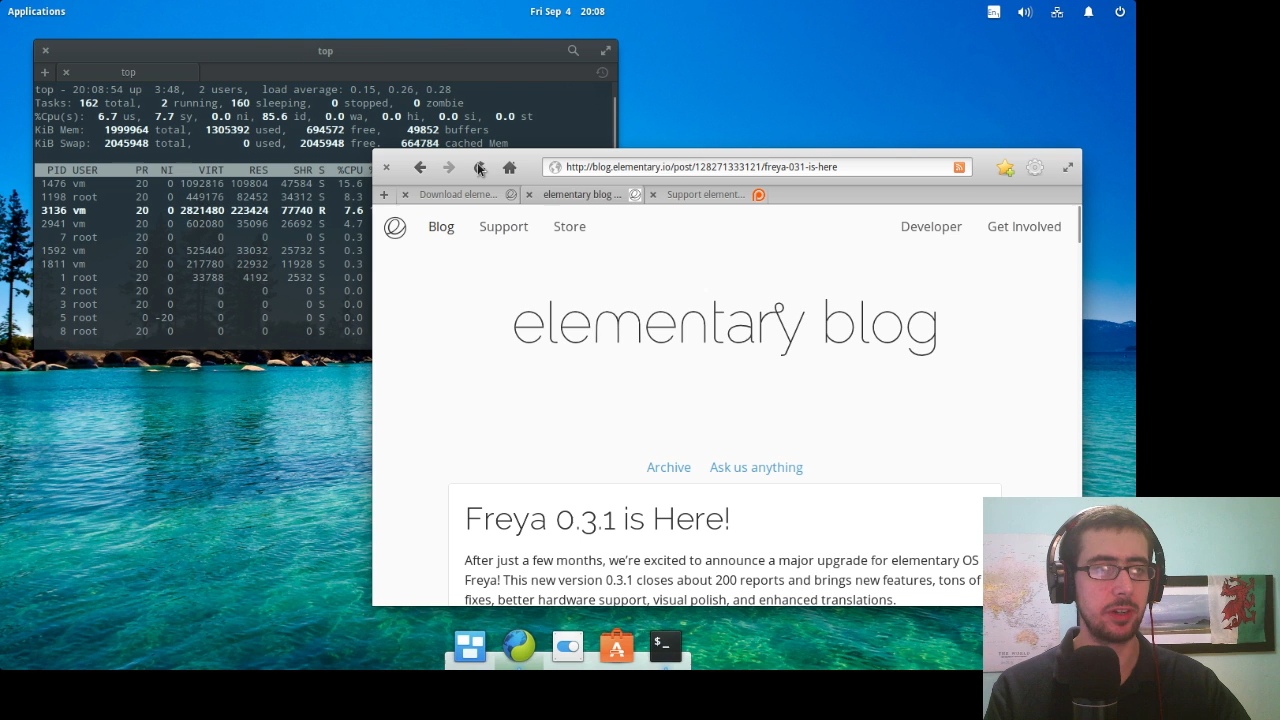 Applications
Fri Sep 4 20:08
En1
top
top
top - 20:08:54 up 3:48, 2 users, load average: 0.15, 0.26, 0.28
Tasks: 162 total, 2 running, 160 sleeping, 0 stopped, 0 zombie
%Cpu(s): 6.7 us, 7.7 sy, 0.0 ni, 85.6 id, 0.0 wa, 0.0 hi, 0.0 si, 0.0 st
KiB Mem: 1999964 total, 1305392 used, 694572 free, 49852 buffers
KiB Swap: 2045948 total, 0 used, 2045948 free, 664784 cached Mem
PID USER PR NI VIRT RES SHR S %CPU
1476 vm 20 0 1092816 109804 47584 S 15.6
root 20 0 449176 82452 34312 S 8.3
3136 vm 20 0 2821480 223424 77740 R 7.6
2941 vm 20 0 602080 35096 26692 S 4.7
7 root 20 0 0 0 0 S 0.3
1592 vm 20 0 525440 33032 25732 S 0.3
1811 vm 20 0 217780 22932 11928 S 0.3
1 root 20 0 33788 4192 2532 S 0.0
2 root 20 0 0 0 0 S 0.0
3 root 20 0 0 0 0 S 0.0
5 root 0 -20 0 0 0 S 0.0
8 root 20 0 0 0 0 S 0.0
http://blog.elementary.io/post/128271333121/freya-031-is-here
Download eleme...
elementary blog ...
Support element...
Blog Support Store Developer Get Involved
elementary blog
Archive Ask us anything
Freya 0.3.1 is Here!
After just a few months, we're excited to announce a major upgrade for elementary OS
Freya! This new version 0.3.1 closes about 200 reports and brings new features, tons of
fixes, better hardware support, visual polish, and enhanced translations.
$_